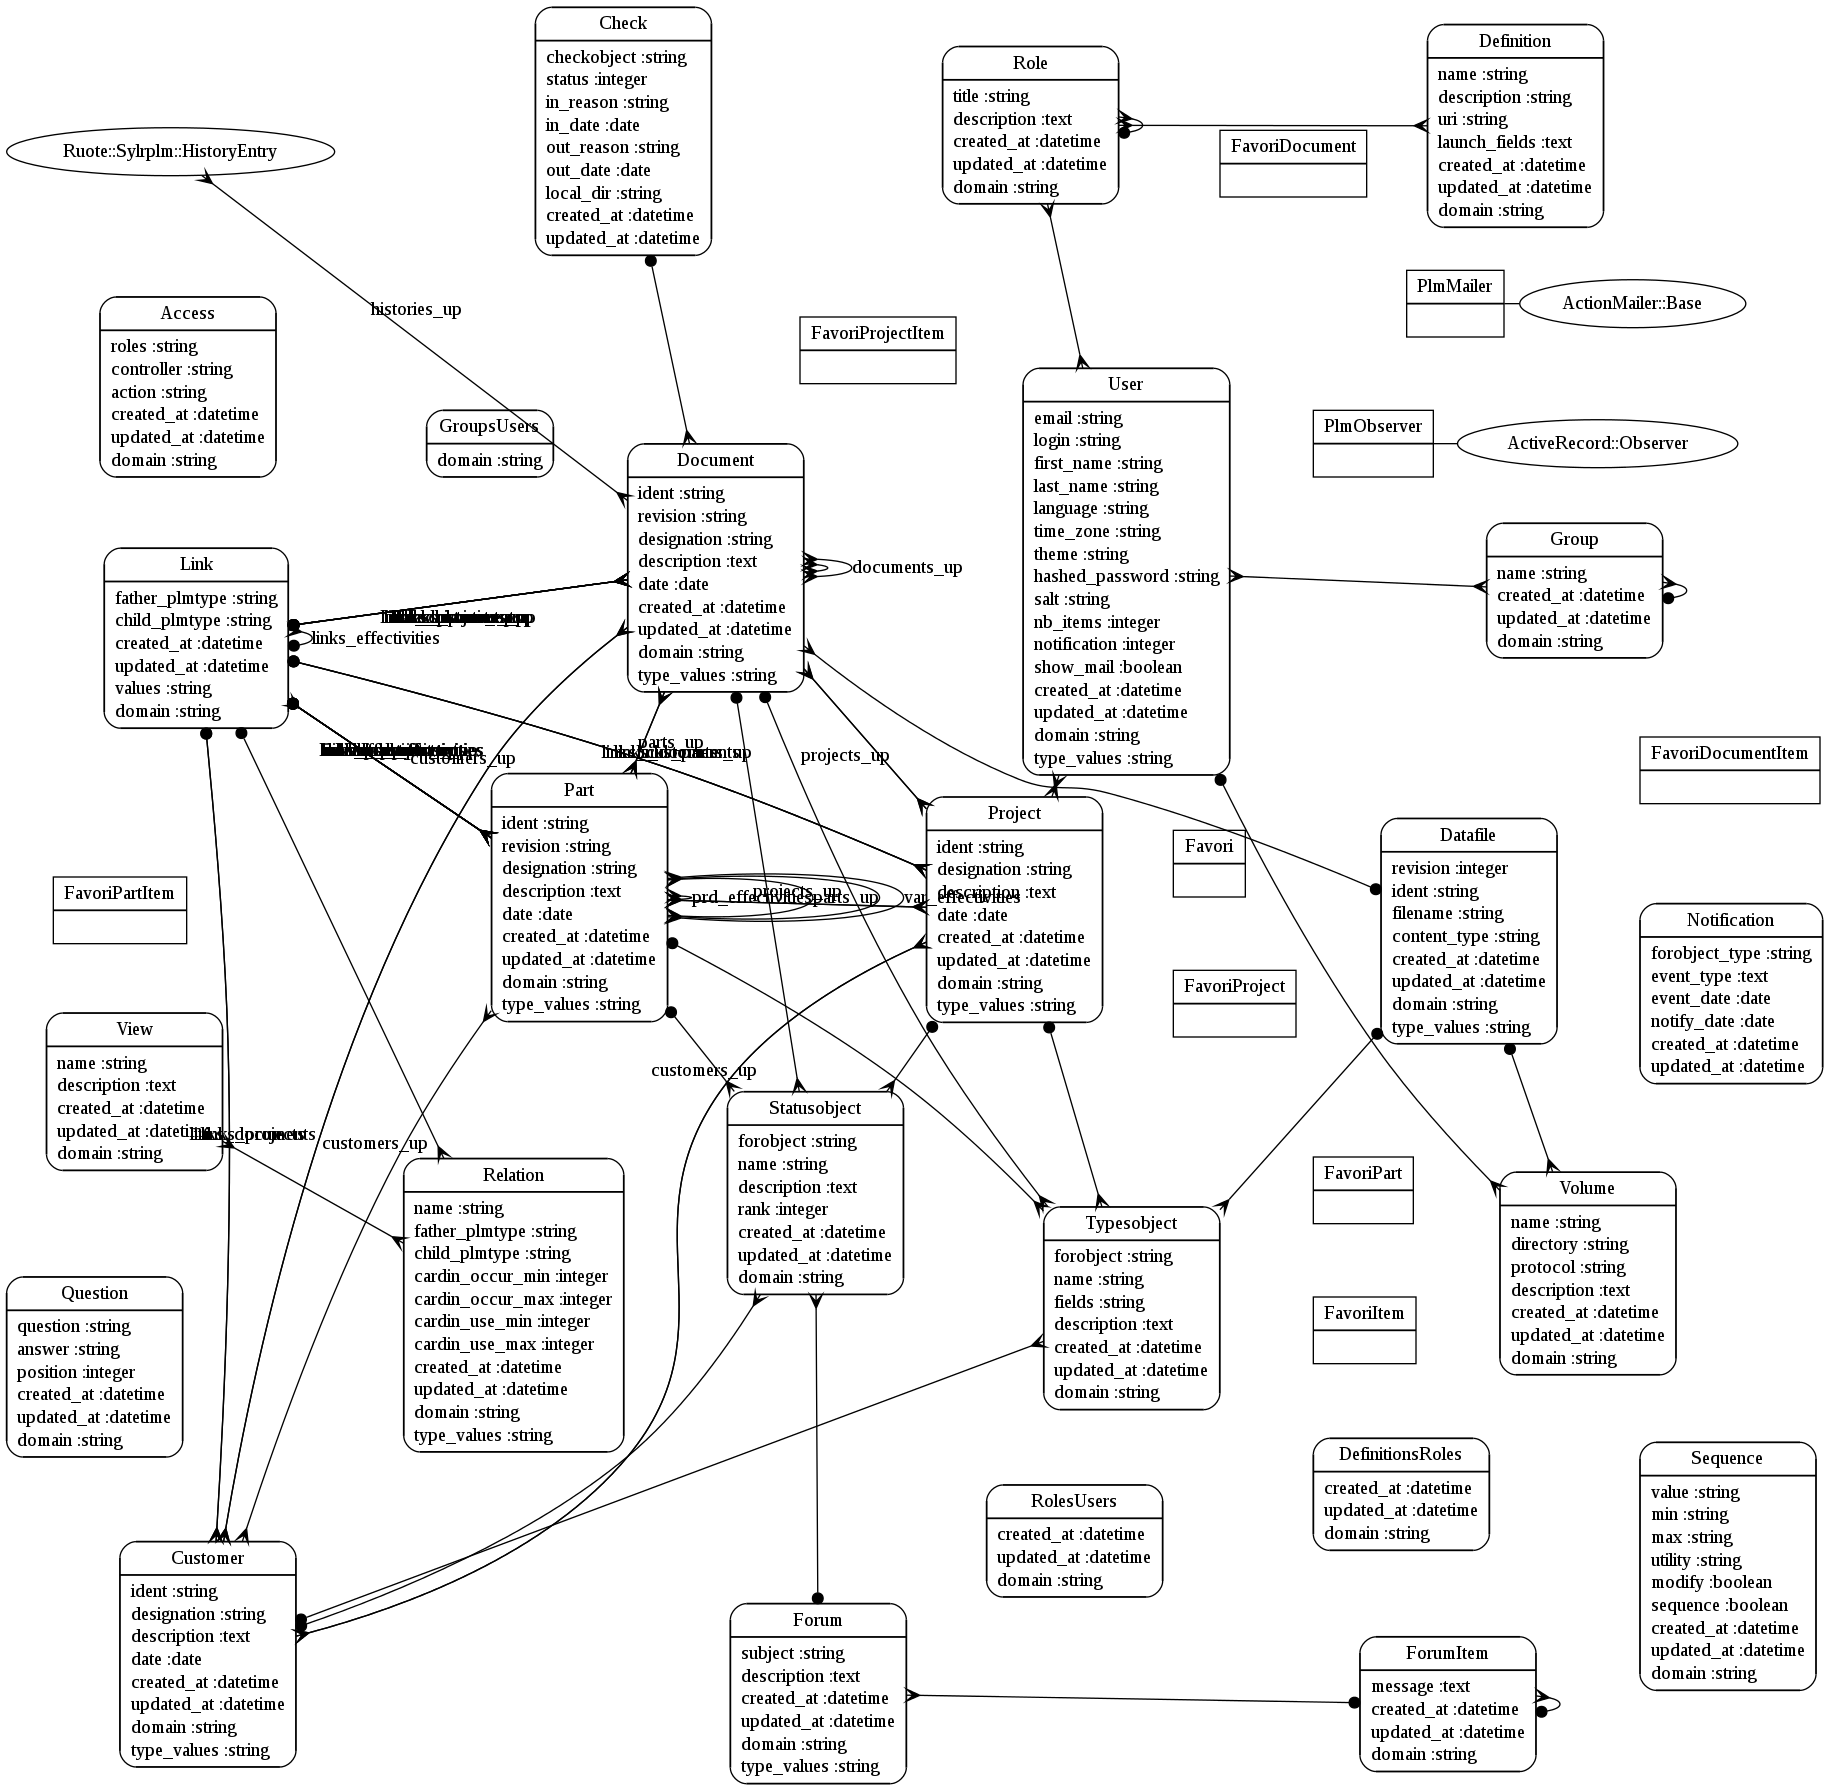 Check
checkobject :string
status :integer
in_reason :string
in_date :date
out_reason :string
out_date :date
local_dir :string
created_at :datetime
updated_at :datetime
Role
title :string
description :text
created_at :datetime
updated_at :datetime
domain :string
Definition
name :string
description :string
uri :string
launch_fields :text
created_at :datetime
updated_at :datetime
domain :string
Ruote::Sylrplm::HistoryEntry
FavoriDocument
histories_up
Access
roles :string
controller :string
action :string
created_at :datetime
updated_at :datetime
domain :string
FavoriProjectItem
PlmMailer
ActionMailer::Base
GroupsUsers
domain :string
Document
ident :string
revision :string
designation :string
description :text
date :date
created_at :datetime
updated_at :datetime
domain :string
type_values :string
documents_up
User
email :string
login :string
first_name :string
last_name :string
language :string
time_zone :string
theme :string
hashed_password :string
salt :string
nb_items :integer
notification :integer
show_mail :boolean
created_at :datetime
updated_at :datetime
domain :string
type_values :string
PlmObserver
ActiveRecord::Observer
Group
name :string
created_at :datetime
updated_at :datetime
domain :string
Link
father_plmtype :string
child_plmtype :string
created_at :datetime
updated_at :datetime
values :string
domain :string
links_effectivities
customers_up
parts_up
projects_up
FavoriDocumentItem
Part
ident :string
revision :string
designation :string
description :text
date :date
created_at :datetime
updated_at :datetime
domain :string
type_values :string
prd_effectivities
projects_up
parts_up
var_effectivities
Project
ident :string
designation :string
description :text
date :date
created_at :datetime
updated_at :datetime
domain :string
type_values :string
Favori
Datafile
revision :integer
ident :string
filename :string
content_type :string
created_at :datetime
updated_at :datetime
domain :string
type_values :string
FavoriPartItem
Notification
forobject_type :string
event_type :text
event_date :date
notify_date :date
created_at :datetime
updated_at :datetime
FavoriProject
View
name :string
description :text
created_at :datetime
updated_at :datetime
domain :string
customers_up
customers_up
Relation
name :string
father_plmtype :string
child_plmtype :string
cardin_occur_min :integer
cardin_occur_max :integer
cardin_use_min :integer
cardin_use_max :integer
created_at :datetime
updated_at :datetime
domain :string
type_values :string
Statusobject
forobject :string
name :string
description :text
rank :integer
created_at :datetime
updated_at :datetime
domain :string
Typesobject
forobject :string
name :string
fields :string
description :text
created_at :datetime
updated_at :datetime
domain :string
FavoriPart
Volume
name :string
directory :string
protocol :string
description :text
created_at :datetime
updated_at :datetime
domain :string
Question
question :string
answer :string
position :integer
created_at :datetime
updated_at :datetime
domain :string
FavoriItem
DefinitionsRoles
created_at :datetime
updated_at :datetime
domain :string
Sequence
value :string
min :string
max :string
utility :string
modify :boolean
sequence :boolean
created_at :datetime
updated_at :datetime
domain :string
RolesUsers
created_at :datetime
updated_at :datetime
domain :string
Customer
ident :string
designation :string
description :text
date :date
created_at :datetime
updated_at :datetime
domain :string
type_values :string
Forum
subject :string
description :text
created_at :datetime
updated_at :datetime
domain :string
type_values :string
ForumItem
message :text
created_at :datetime
updated_at :datetime
domain :string